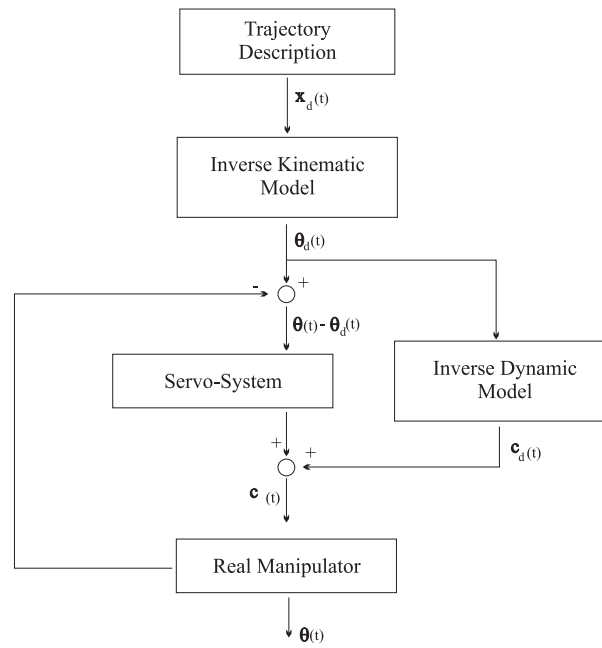 Trajectory
Description
x_d(t)
Inverse Kinematic
Model
θ_d(t)
- +
θ(t) - θ_d(t)
Servo-System
Inverse Dynamic
Model
+ +
c_d(t)
c (t)
Real Manipulator
θ(t)